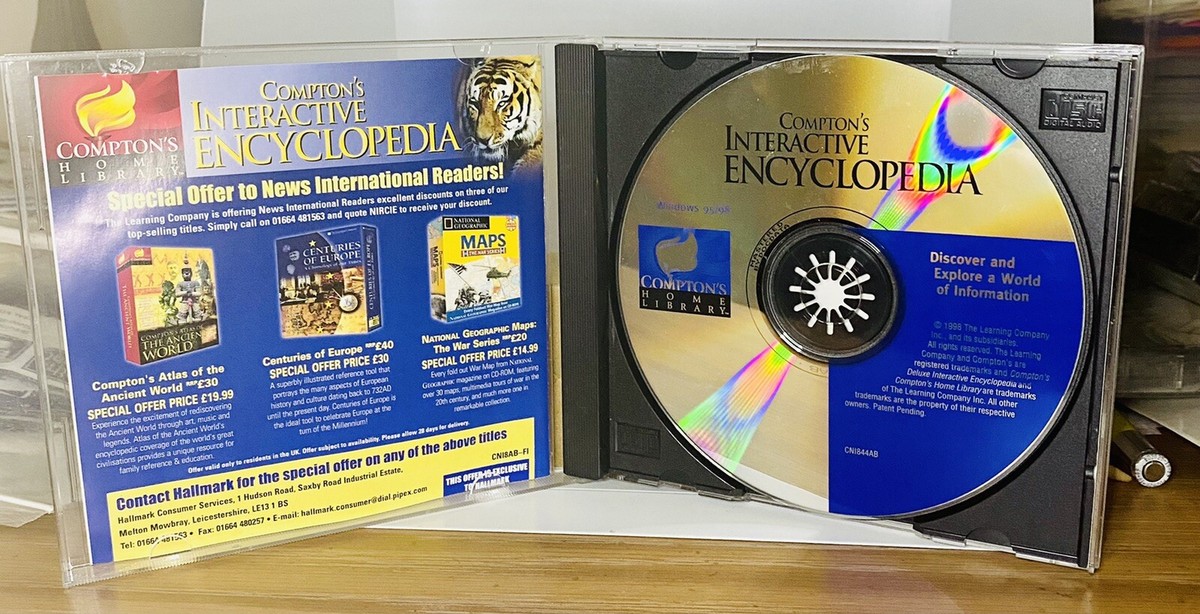 COMPTON'S
HOME
LIBRARY
COMPTON'S
INTERACTIVE
ENCYCLOPEDIA
Special Offer to News International Readers!
The Learning Company is offering News International Readers excellent discounts on three of our
top-selling titles. Simply call on 01664 481563 and quote NIRCIE to receive your discount.
THE ANCIENT WORLD
COMPTON'S ATLAS OF
THE ANCIENT
WORLD
Compton's Atlas of the
Ancient World RRP£30
SPECIAL OFFER PRICE £19.99
Experience the excitement of rediscovering
the Ancient World through art, music and
legends. Atlas of the Ancient World's
encyclopedic coverage of the world's great
civilisations provides a unique resource for
family reference & education.
CENTURIES
OF EUROPE
CENTURIES OF EUROPE
Centuries of Europe RRP£40
SPECIAL OFFER PRICE £30
A superbly illustrated reference tool that
portrays the many aspects of European
history and culture dating back to 732AD
until the present day. Centuries of Europe is
the ideal tool to celebrate Europe at the
turn of the Millennium!
NATIONAL GEOGRAPHIC
MAPS
THE WAR SERIES
MAPS
NATIONAL GEOGRAPHIC Maps:
The War Series RRP£20
SPECIAL OFFER PRICE £14.99
Every fold out War Map from NATIONAL
GEOGRAPHIC magazine on CD-ROM, featuring
over 30 maps, multimedia tours of war in the
20th century, and much more in one
remarkable collection.
Offer valid only to residents in the UK. Offer subject to availability. Please allow 28 days for delivery.
CNI8AB-FI
Contact Hallmark for the special offer on any of the above titles
Hallmark Consumer Services, 1 Hudson Road, Saxby Road Industrial Estate,
Melton Mowbray, Leicestershire, LE13 1 BS
Tel: 01664 481563 • Fax: 01664 480257 • E-mail: hallmark.consumer@dial.pipex.com
THIS OFFER IS EXCLUSIVE
TO HALLMARK
COMPTON'S
INTERACTIVE
ENCYCLOPEDIA
Windows 95/98
COMPTON'S
HOME
LIBRARY™
Discover and
Explore a World
of Information
© 1998 The Learning Company
Inc., and its subsidiaries.
All rights reserved. The Learning
Company and Compton's are
registered trademarks and Compton's
Deluxe Interactive Encyclopedia and
Compton's Home Library are trademarks
of The Learning Company Inc. All other
trademarks are the property of their respective
owners. Patent Pending.
CNI844AB
DIGITAL AUDIO